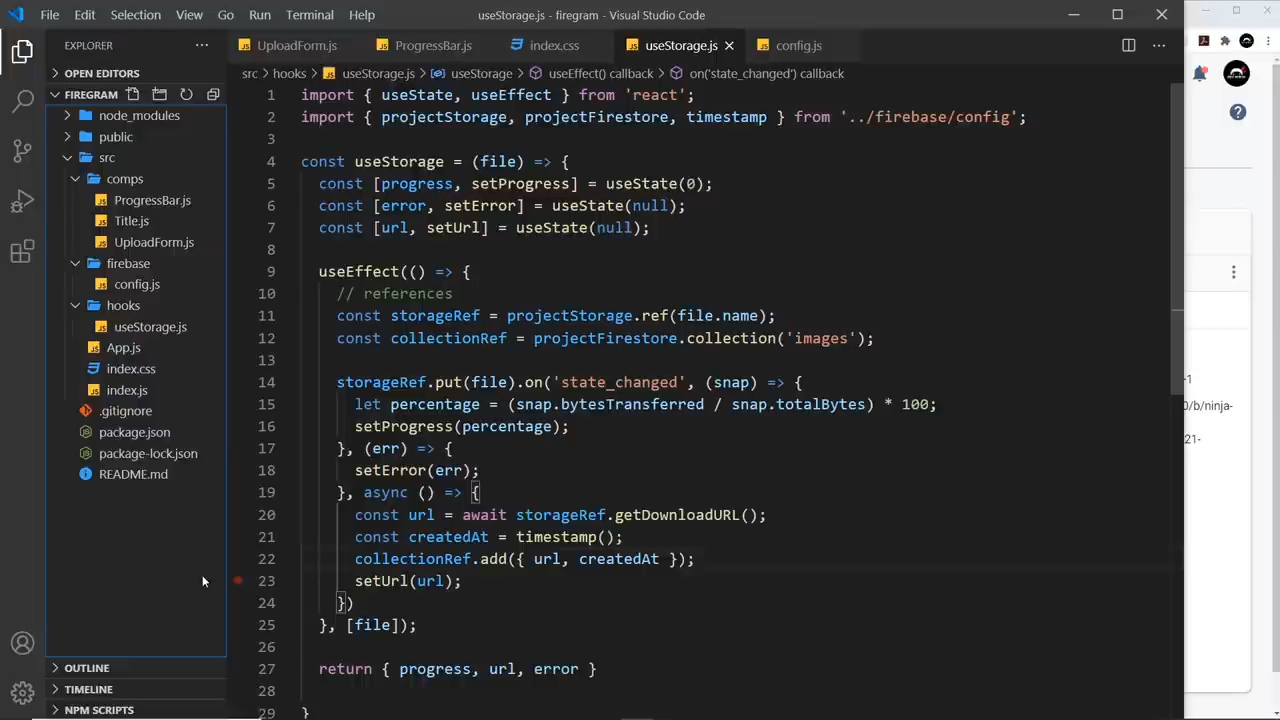 File Edit Selection View Go Run Terminal Help useStorage.js - firegram - Visual Studio Code
EXPLORER
OPEN EDITORS
FIREGRAM
node_modules
public
src
comps
ProgressBar.js
Title.js
UploadForm.js
firebase
config.js
hooks
useStorage.js
App.js
index.css
index.js
.gitignore
package.json
package-lock.json
README.md
OUTLINE
TIMELINE
NPM SCRIPTS
UploadForm.js ProgressBar.js index.css useStorage.js config.js
src > hooks > useStorage.js > useStorage > useEffect() callback > on('state_changed') callback
1 import { useState, useEffect } from 'react';
2 import { projectStorage, projectFirestore, timestamp } from '../firebase/config';
3
4 const useStorage = (file) => {
5 const [progress, setProgress] = useState(0);
6 const [error, setError] = useState(null);
7 const [url, setUrl] = useState(null);
8
9 useEffect(() => {
10 // references
11 const storageRef = projectStorage.ref(file.name);
12 const collectionRef = projectFirestore.collection('images');
13
14 storageRef.put(file).on('state_changed', (snap) => {
15 let percentage = (snap.bytesTransferred / snap.totalBytes) * 100;
16 setProgress(percentage);
17 }, (err) => {
18 setError(err);
19 }, async () => {
20 const url = await storageRef.getDownloadURL();
21 const createdAt = timestamp();
22 collectionRef.add({ url, createdAt });
23 setUrl(url);
24 })
25 }, [file]);
26
27 return { progress, url, error }
28
29 }
-1
0/b/ninja-
21-